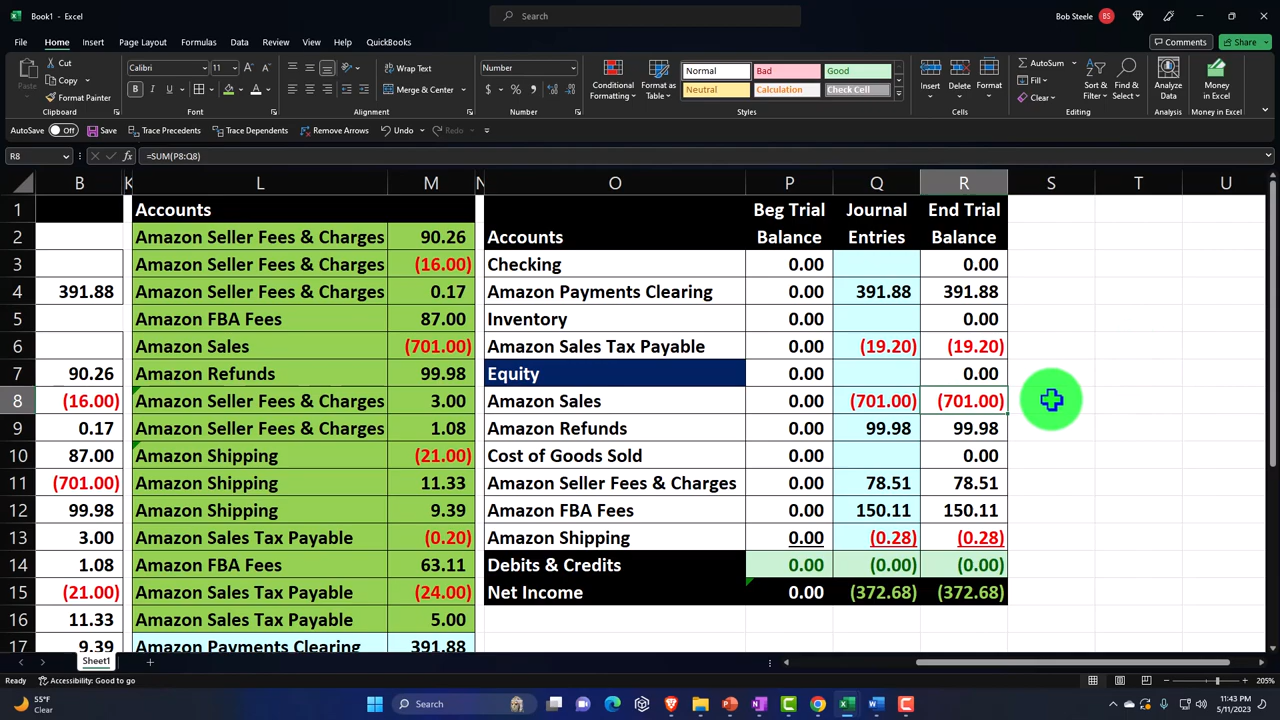 Book1 - Excel
Search
Bob Steele BS
File Home Insert Page Layout Formulas Data Review View Help QuickBooks
Comments Share
Cut
Copy
Paste
Format Painter
Clipboard
Calibri 11
B I U
Font
Wrap Text
Merge & Center
Alignment
Number
$ % 9
Number
Conditional Formatting
Format as Table
Normal Bad Good
Neutral Calculation Check Cell
Styles
Insert Delete Format
Cells
AutoSum
Fill
Clear
Sort & Filter
Find & Select
Editing
Analyze Data
Analysis
Money in Excel
Money in Excel
AutoSave Off Save Trace Precedents Trace Dependents Remove Arrows Undo Redo
R8 fx =SUM(P8:Q8)
B K L M N O P Q R S T U
1 Accounts Beg Trial Journal End Trial
2 Amazon Seller Fees & Charges 90.26 Accounts Balance Entries Balance
3 Amazon Seller Fees & Charges (16.00) Checking 0.00 0.00
4 391.88 Amazon Seller Fees & Charges 0.17 Amazon Payments Clearing 0.00 391.88 391.88
5 Amazon FBA Fees 87.00 Inventory 0.00 0.00
6 Amazon Sales (701.00) Amazon Sales Tax Payable 0.00 (19.20) (19.20)
7 90.26 Amazon Refunds 99.98 Equity 0.00 0.00
8 (16.00) Amazon Seller Fees & Charges 3.00 Amazon Sales 0.00 (701.00) (701.00)
9 0.17 Amazon Seller Fees & Charges 1.08 Amazon Refunds 0.00 99.98 99.98
10 87.00 Amazon Shipping (21.00) Cost of Goods Sold 0.00 0.00
11 (701.00) Amazon Shipping 11.33 Amazon Seller Fees & Charges 0.00 78.51 78.51
12 99.98 Amazon Shipping 9.39 Amazon FBA Fees 0.00 150.11 150.11
13 3.00 Amazon Sales Tax Payable (0.20) Amazon Shipping 0.00 (0.28) (0.28)
14 1.08 Amazon FBA Fees 63.11 Debits & Credits 0.00 (0.00) (0.00)
15 (21.00) Amazon Sales Tax Payable (24.00) Net Income 0.00 (372.68) (372.68)
16 11.33 Amazon Sales Tax Payable 5.00
17 9.39 Amazon Payments Clearing 391.88
Sheet1
Ready Accessibility: Good to go 205%
55°F
Clear
Search
11:43 PM
5/11/2023